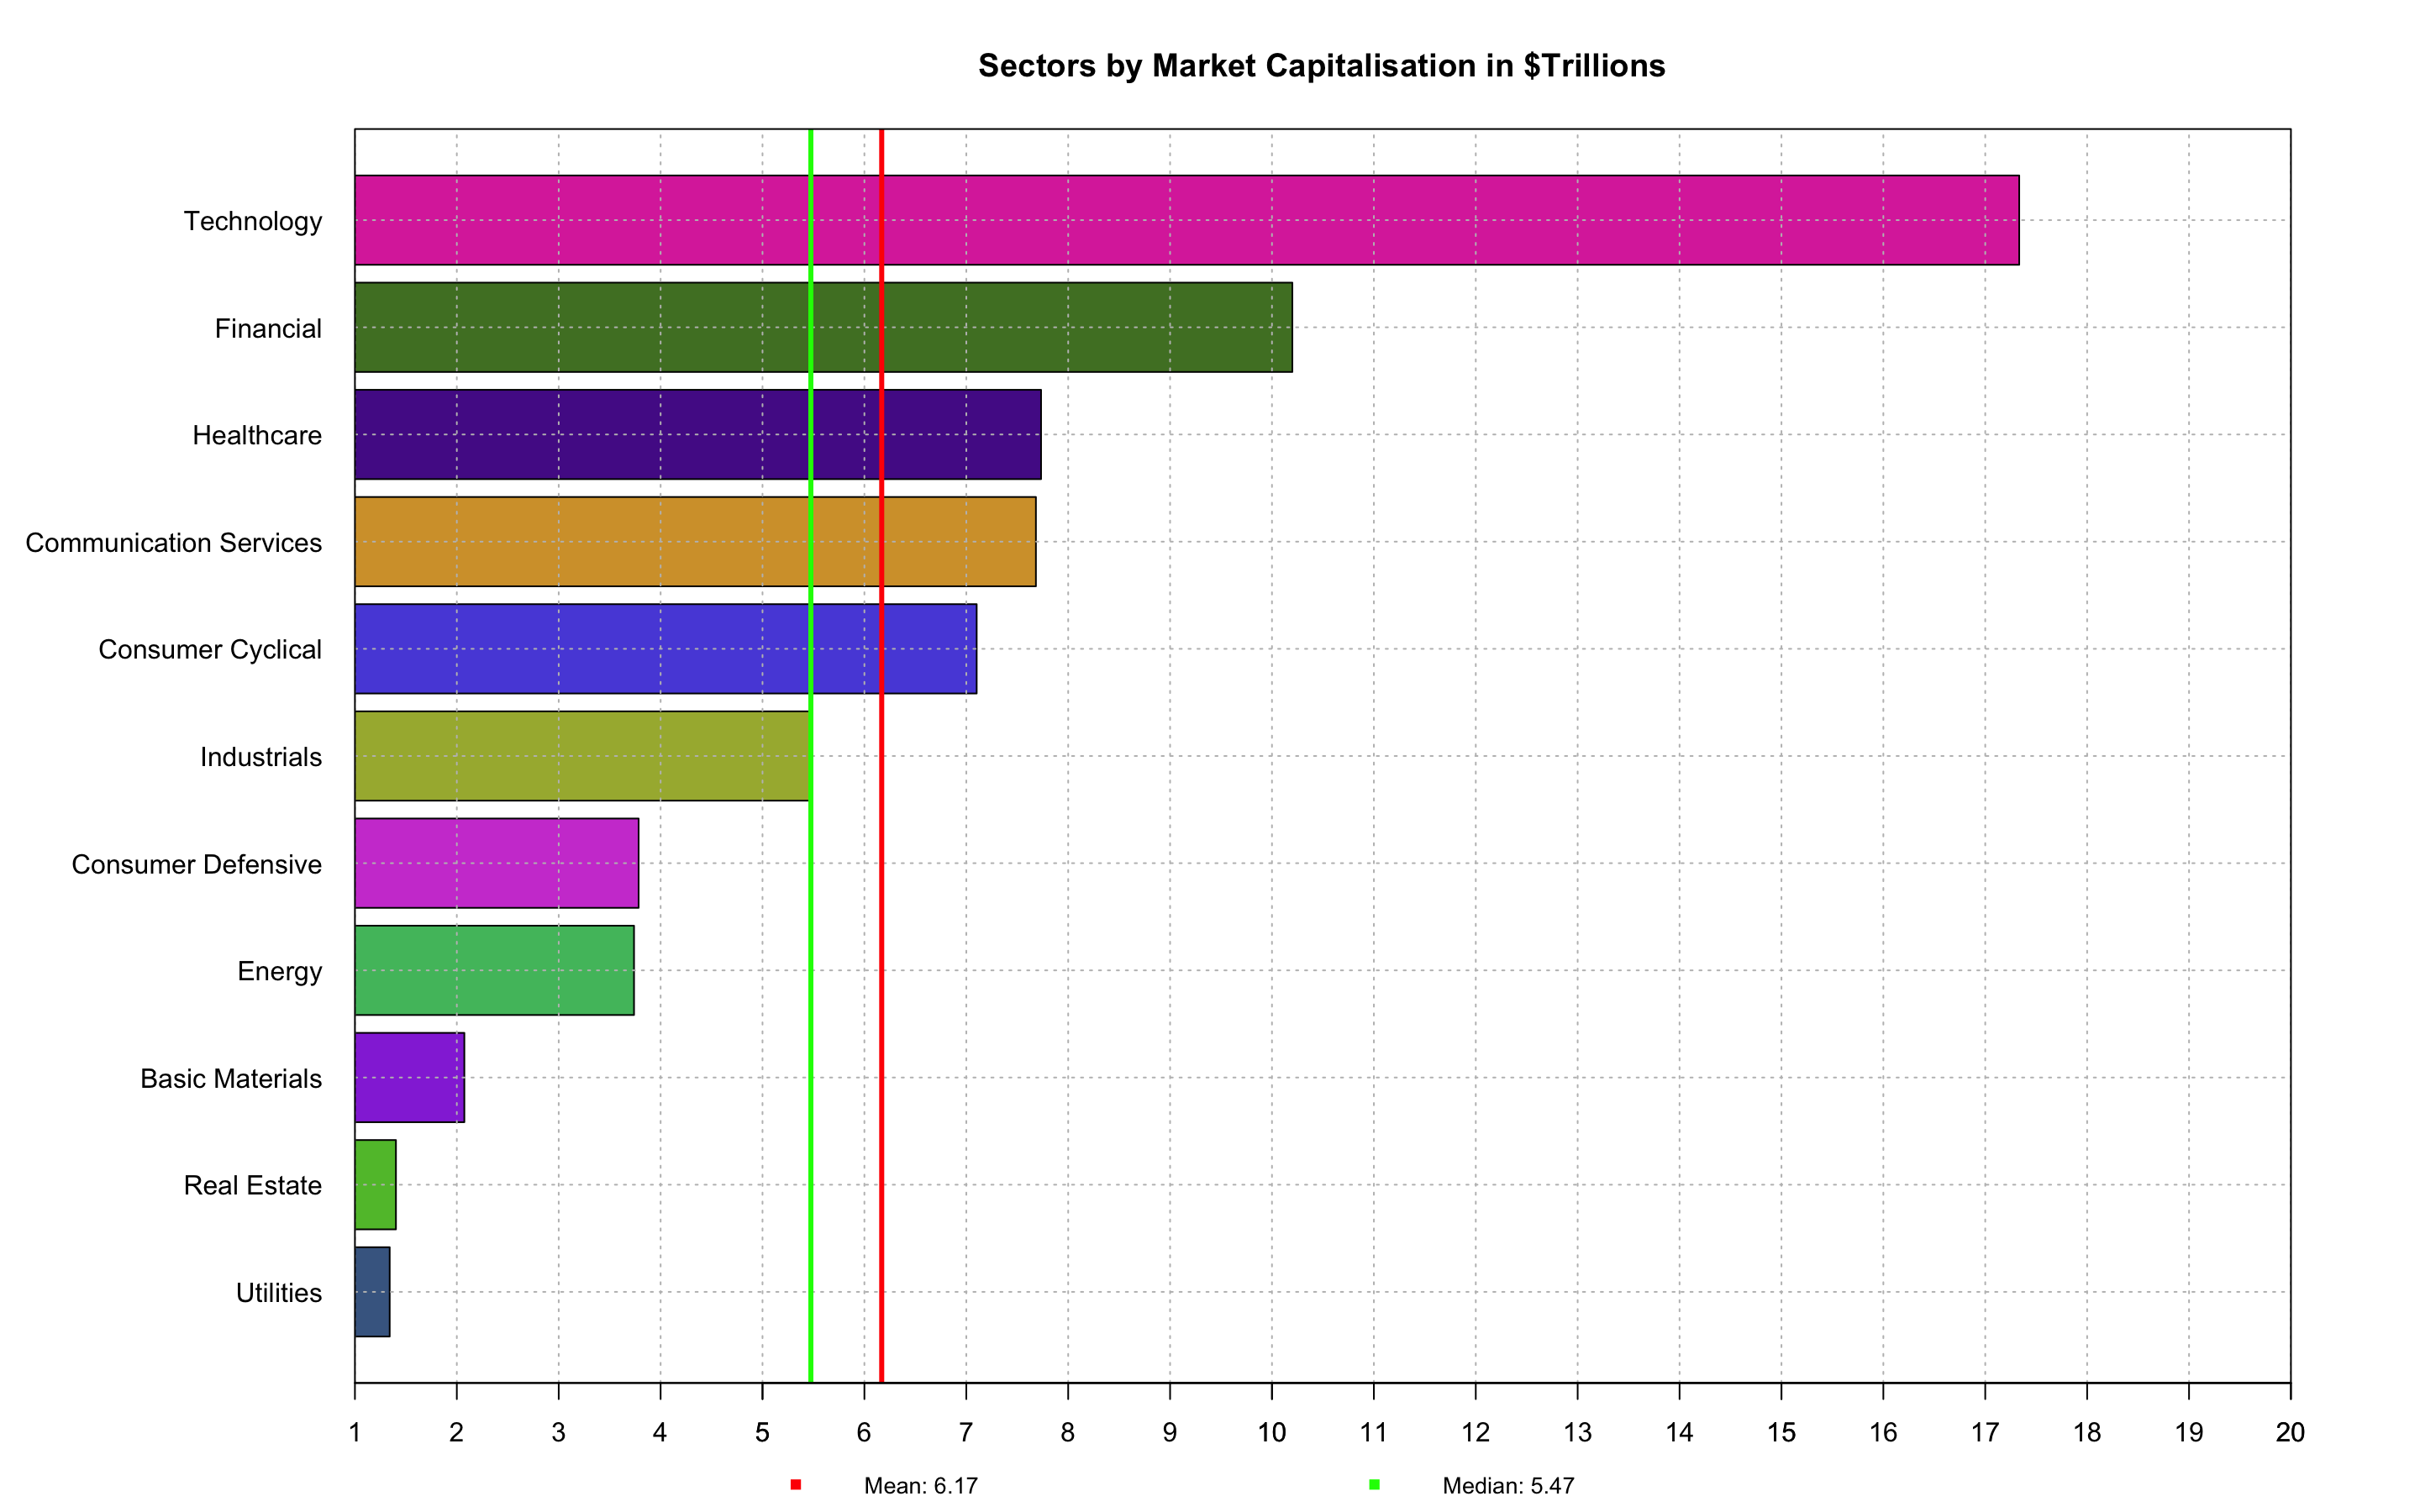 Sectors by Market Capitalisation in $Trillions
Technology
Financial
Healthcare
Communication Services
Consumer Cyclical
Industrials
Consumer Defensive
Energy
Basic Materials
Real Estate
Utilities
1 2 3 4 5 6 7 8 9 10 11 12 13 14 15 16 17 18 19 20
Mean: 6.17 Median: 5.47